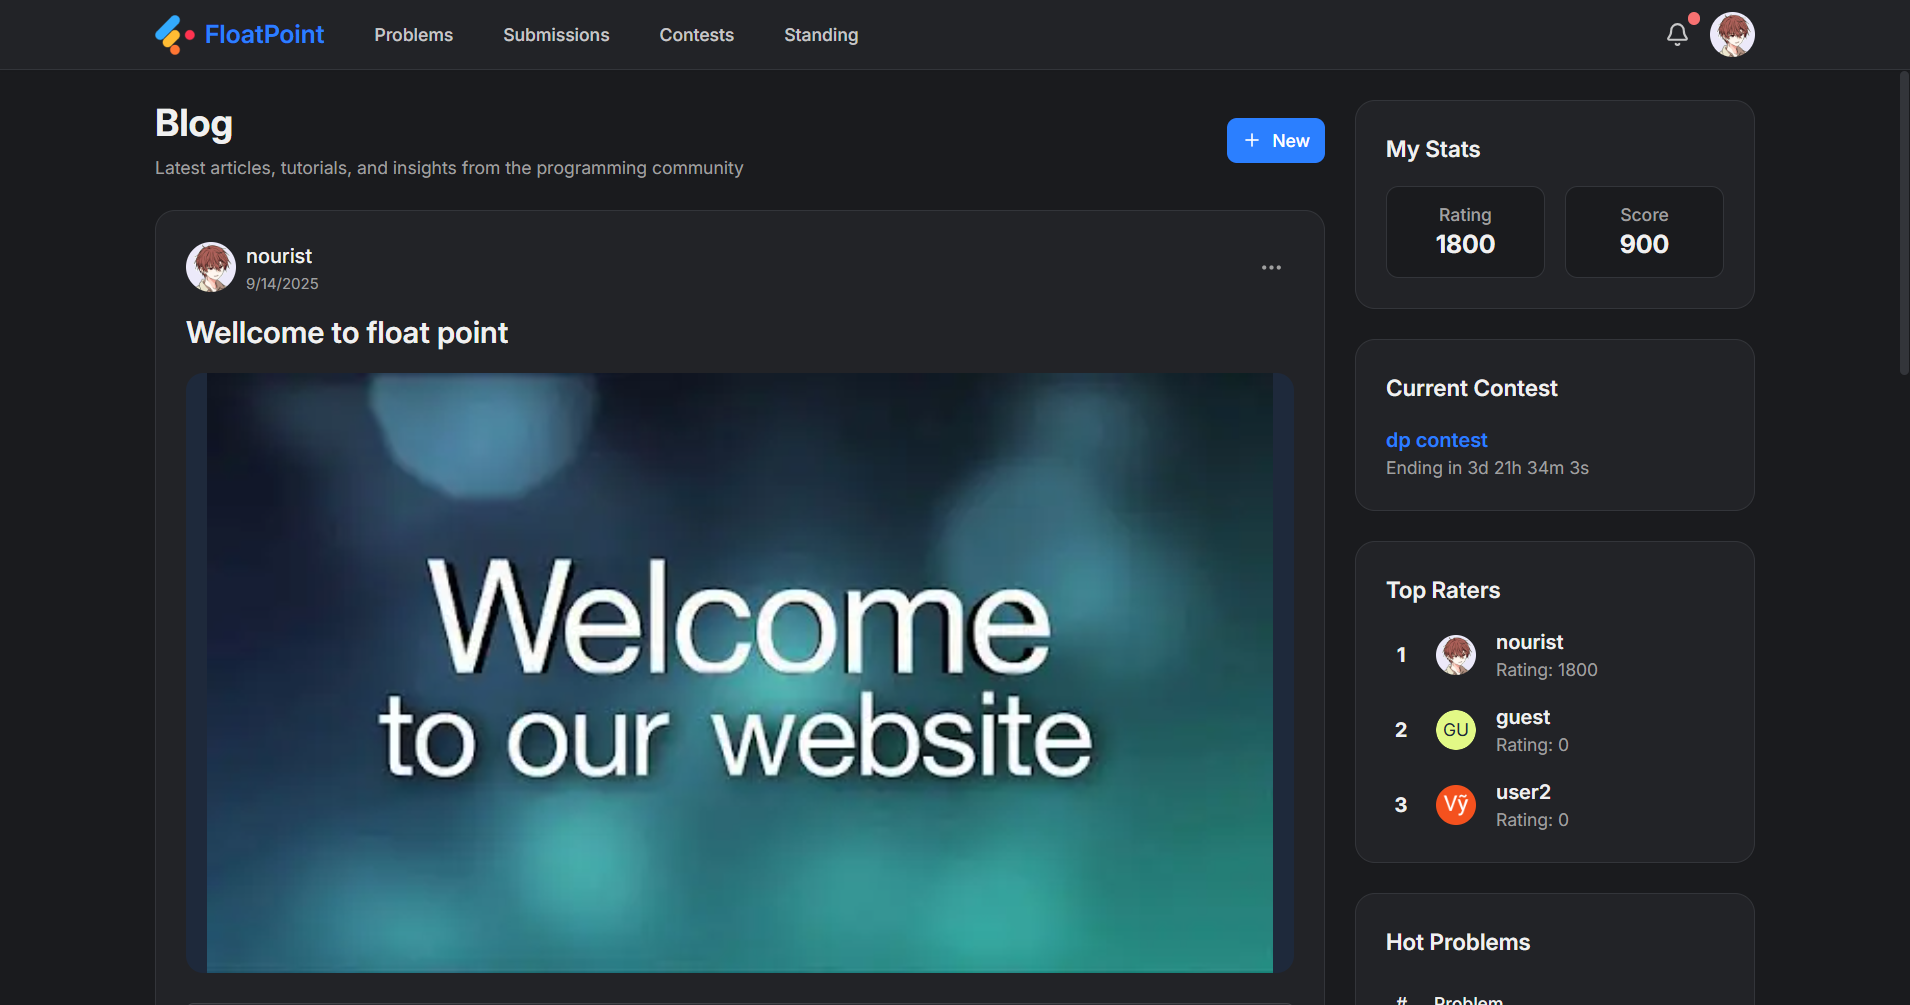 FloatPoint
Problems
Submissions
Contests
Standing
Blog
Latest articles, tutorials, and insights from the programming community
New
nourist
9/14/2025
Wellcome to float point
Welcome
to our website
My Stats
Rating
1800
Score
900
Current Contest
dp contest
Ending in 3d 21h 34m 3s
Top Raters
1
nourist
Rating: 1800
2
GU
guest
Rating: 0
3
Vỹ
user2
Rating: 0
Hot Problems
# Problem